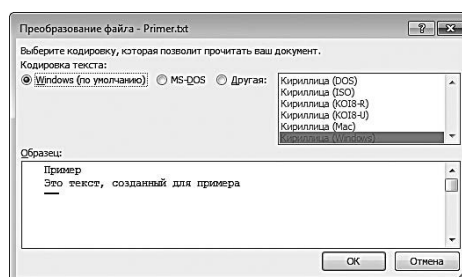 Преобразование файла - Primer.txt
Выберите кодировку, которая позволит прочитать ваш документ.
Кодировка текста:
Windows (по умолчанию) MS-DOS Другая:
Кириллица (DOS)
Кириллица (ISO)
Кириллица (KOI8-R)
Кириллица (KOI8-U)
Кириллица (Mac)
Кириллица (Windows)
Образец:
Пример
Это текст, созданный для примера
OK Отмена